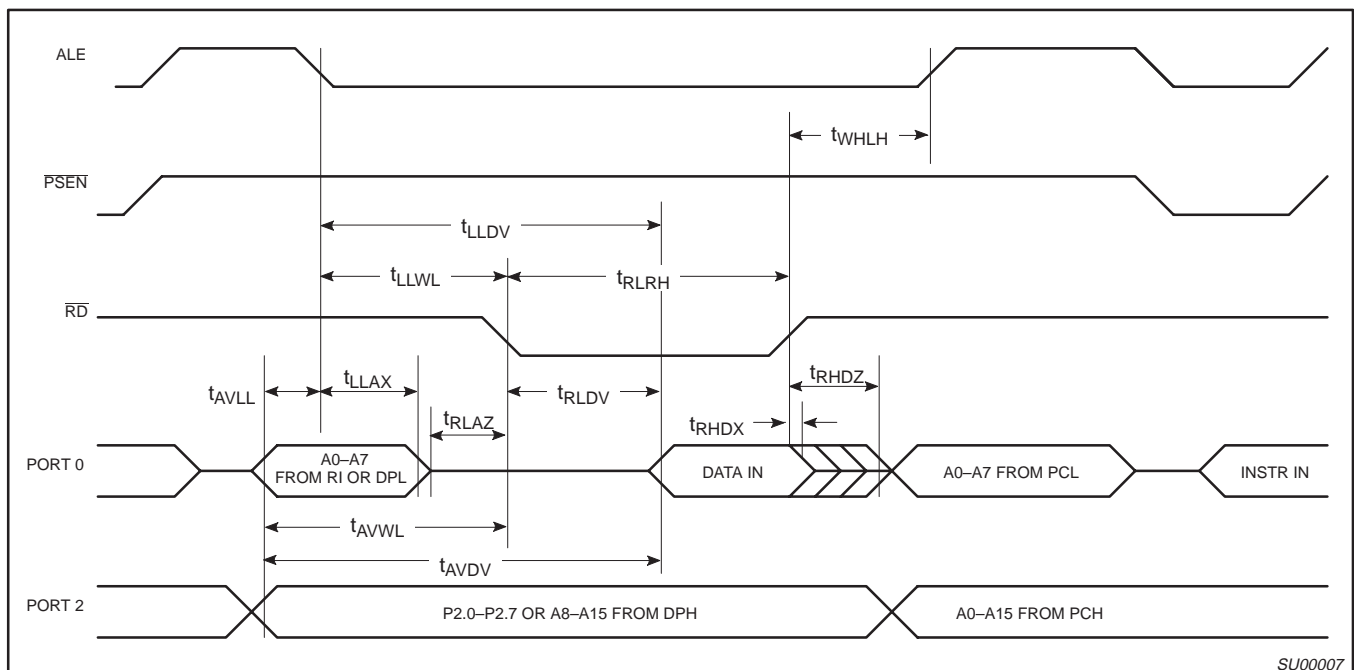 ALE
tWHLH
PSEN
tLLDV
tLLWL
tRLRH
RD
tAVLL
tLLAX
tRLDV
tRHDZ
tRLAZ
tRHDX
PORT 0
A0–A7
FROM RI OR DPL
DATA IN
A0–A7 FROM PCL
INSTR IN
tAVWL
tAVDV
PORT 2
P2.0–P2.7 OR A8–A15 FROM DPH
A0–A15 FROM PCH
SU00007